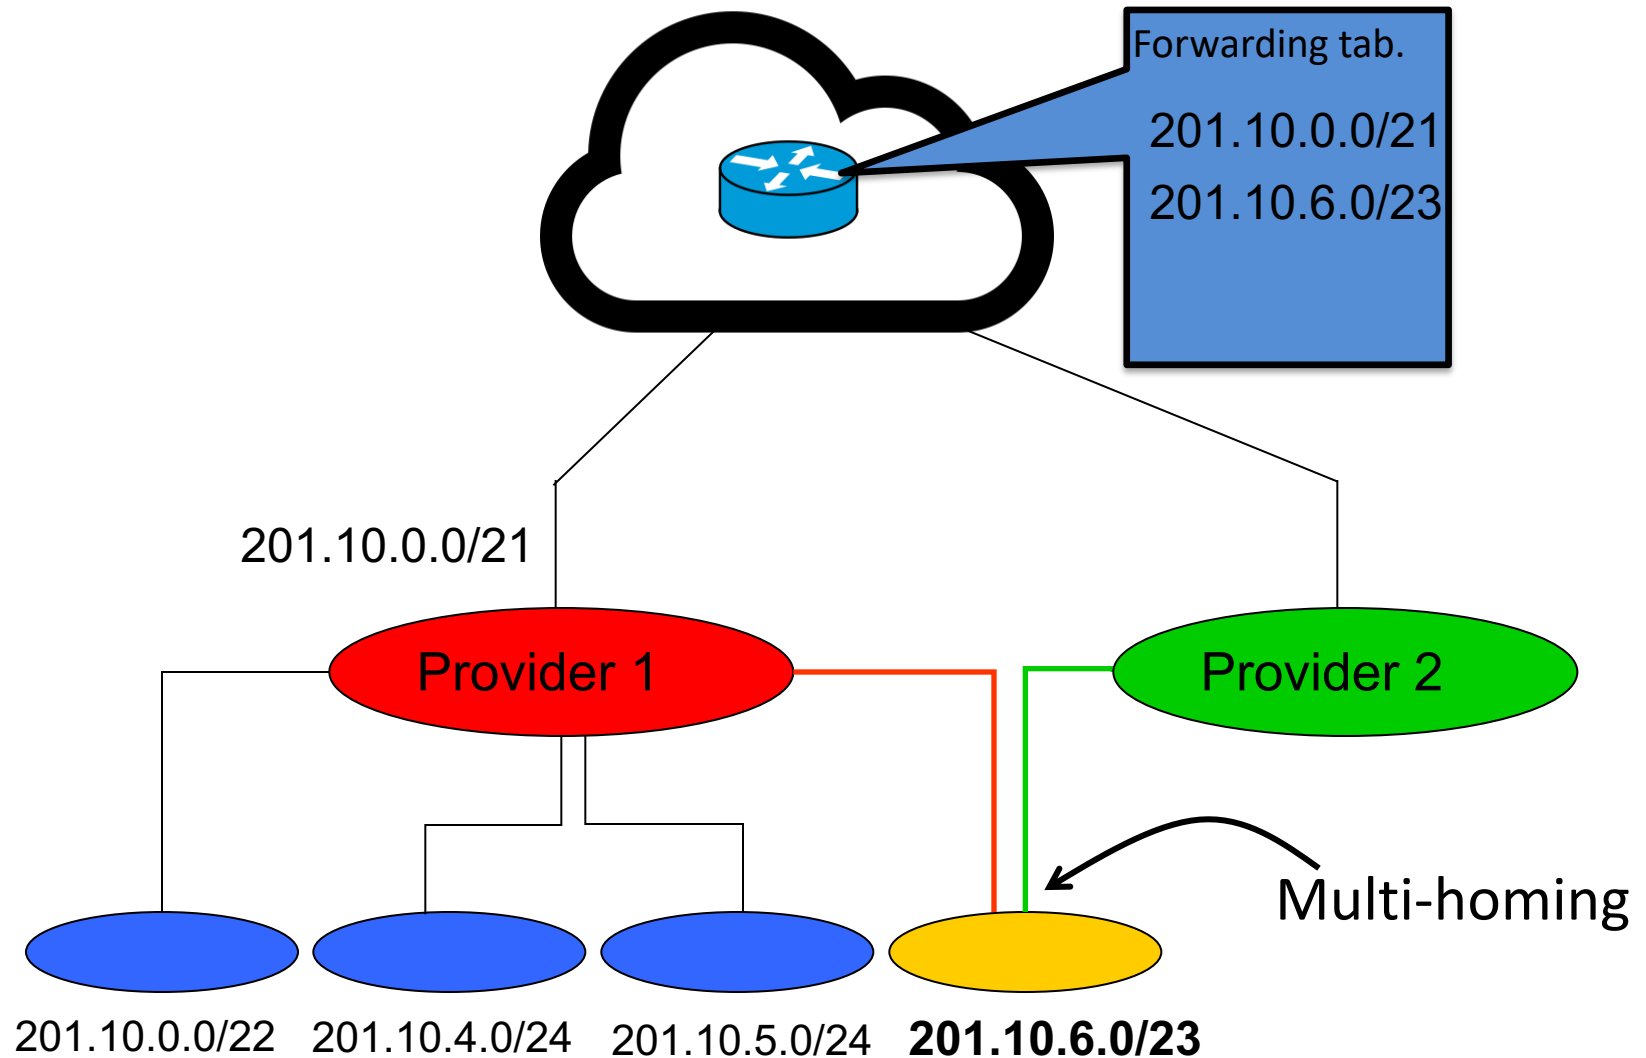 Forwarding tab.
201.10.0.0/21
201.10.6.0/23
201.10.0.0/21
Provider 1
Provider 2
Multi-homing
201.10.0.0/22
201.10.4.0/24
201.10.5.0/24
201.10.6.0/23